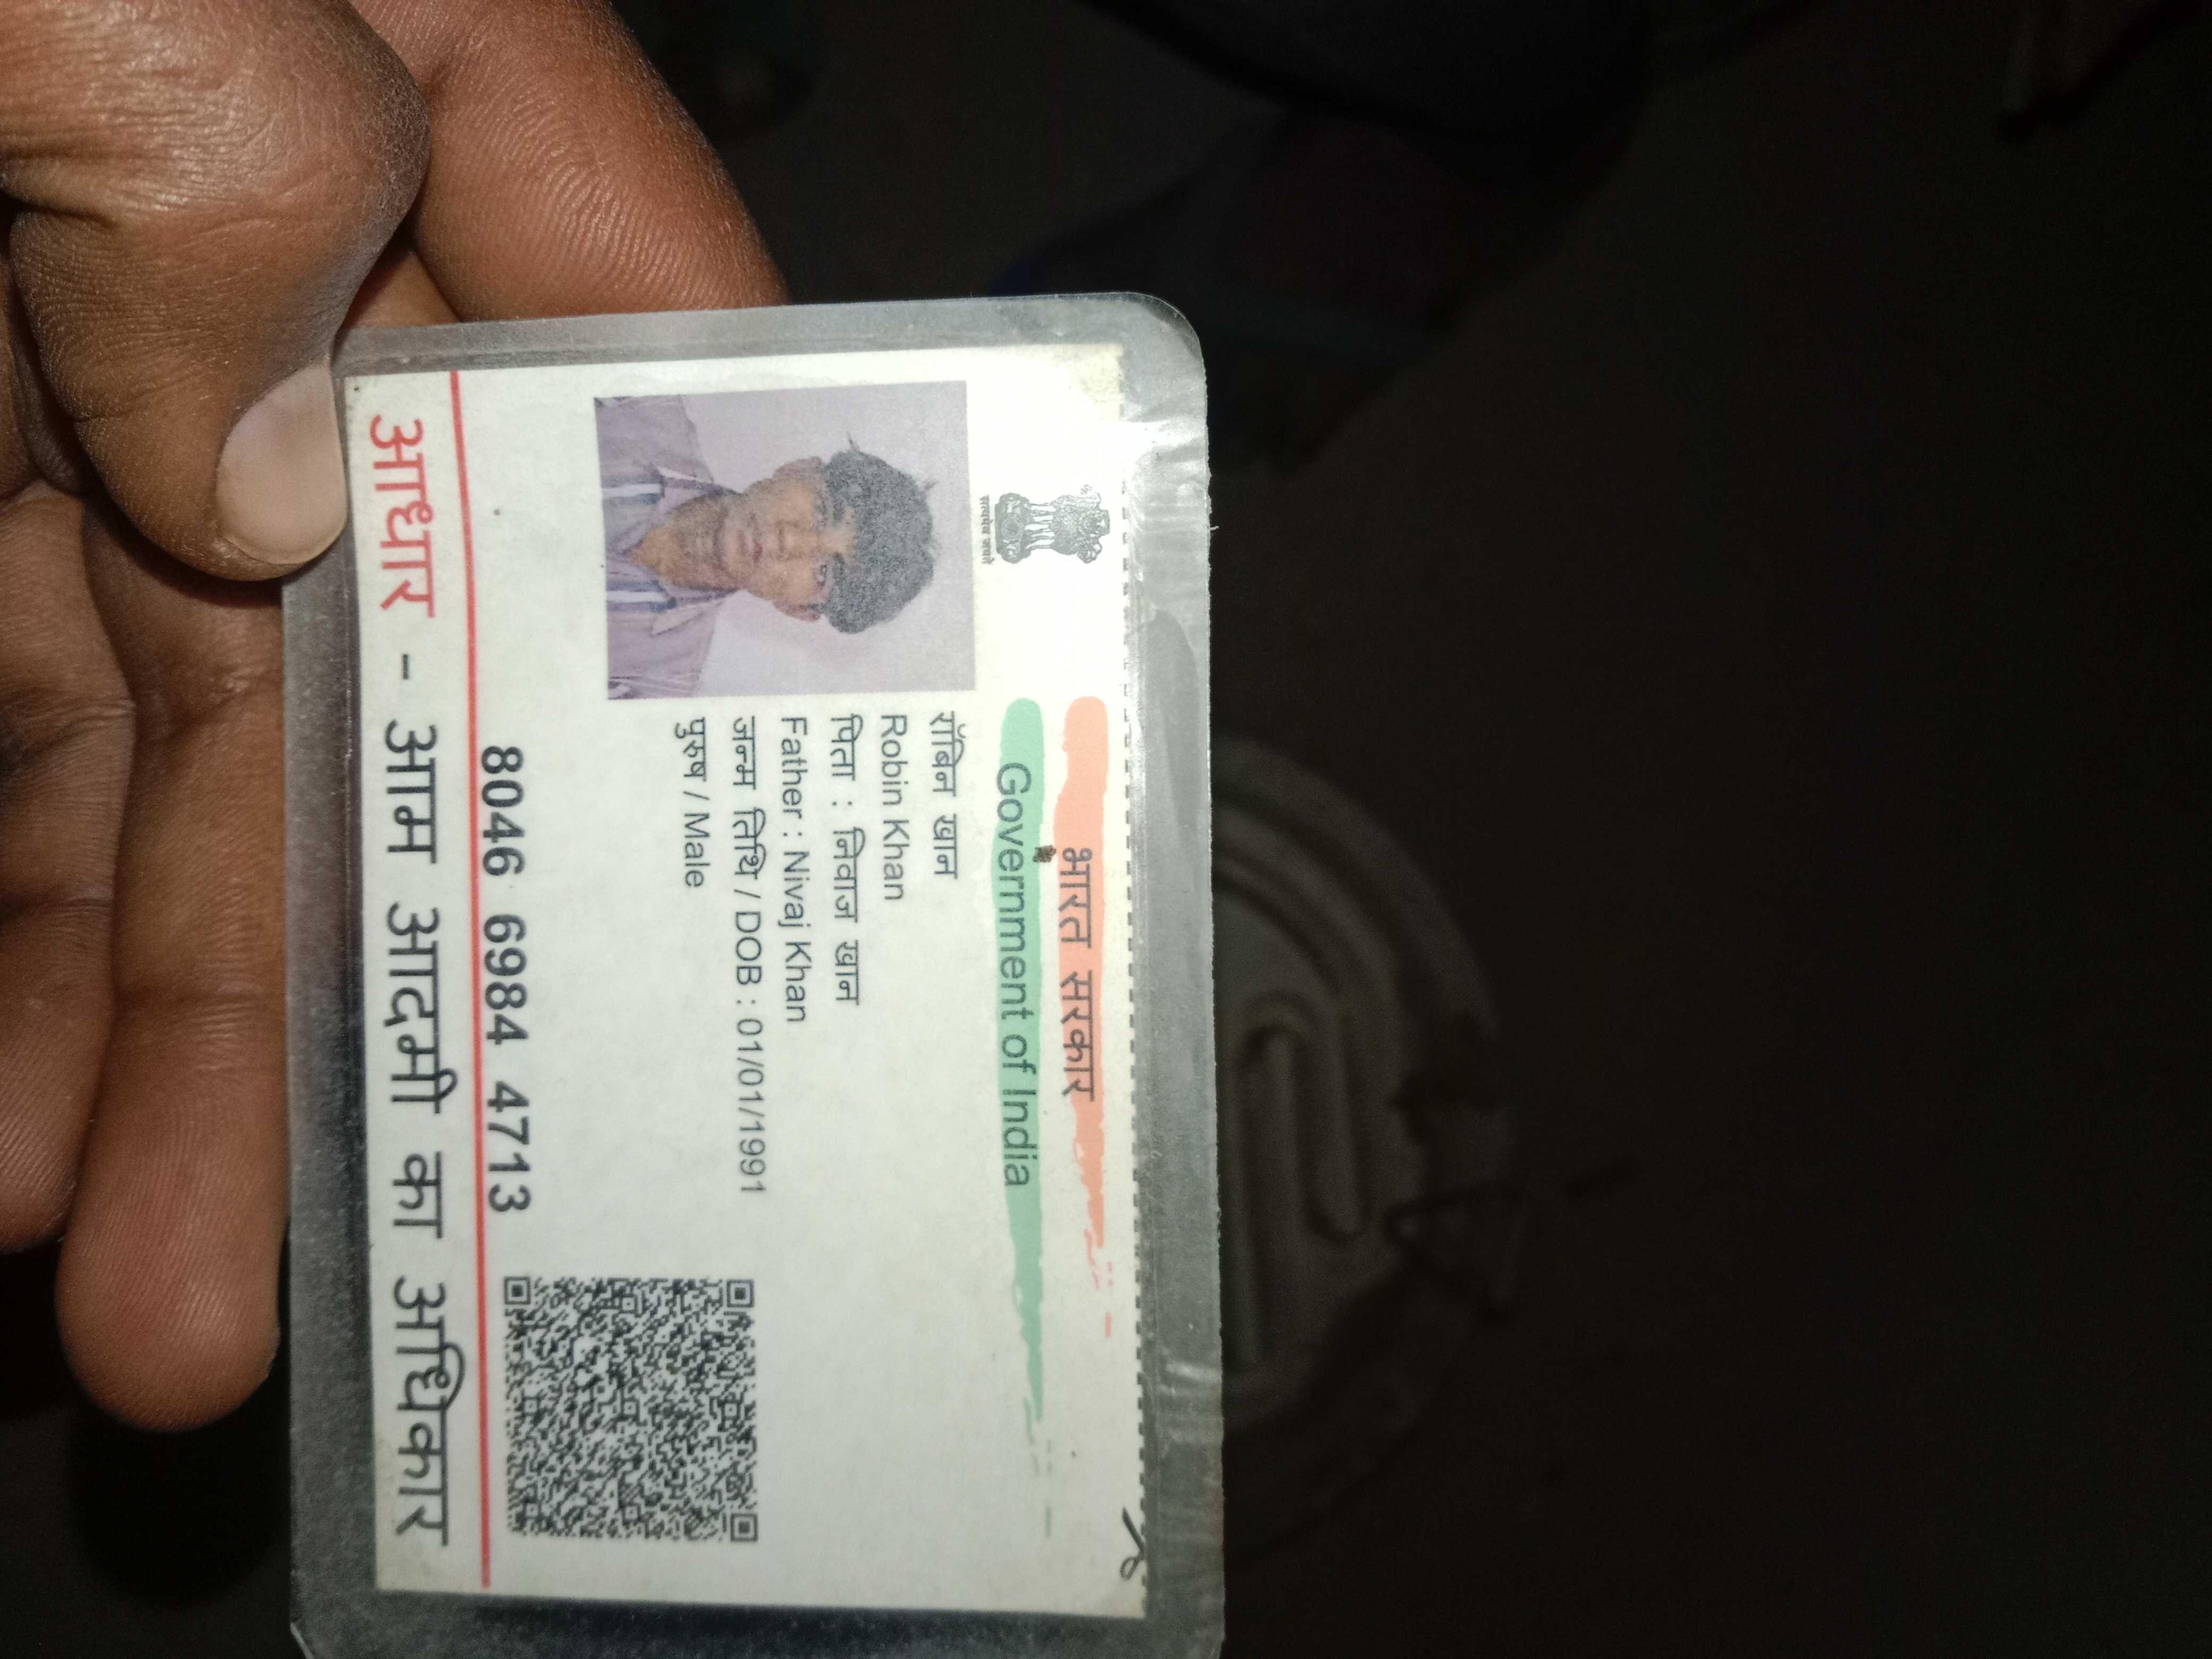 भारत सरकार
Government of India
सत्यमेव जयते
रॉबिन खान
Robin Khan
पिता : निवाज खान
Father : Nivaj Khan
जन्म तिथि / DOB : 01/01/1991
पुरुष / Male
8046 6984 4713
आधार - आम आदमी का अधिकार